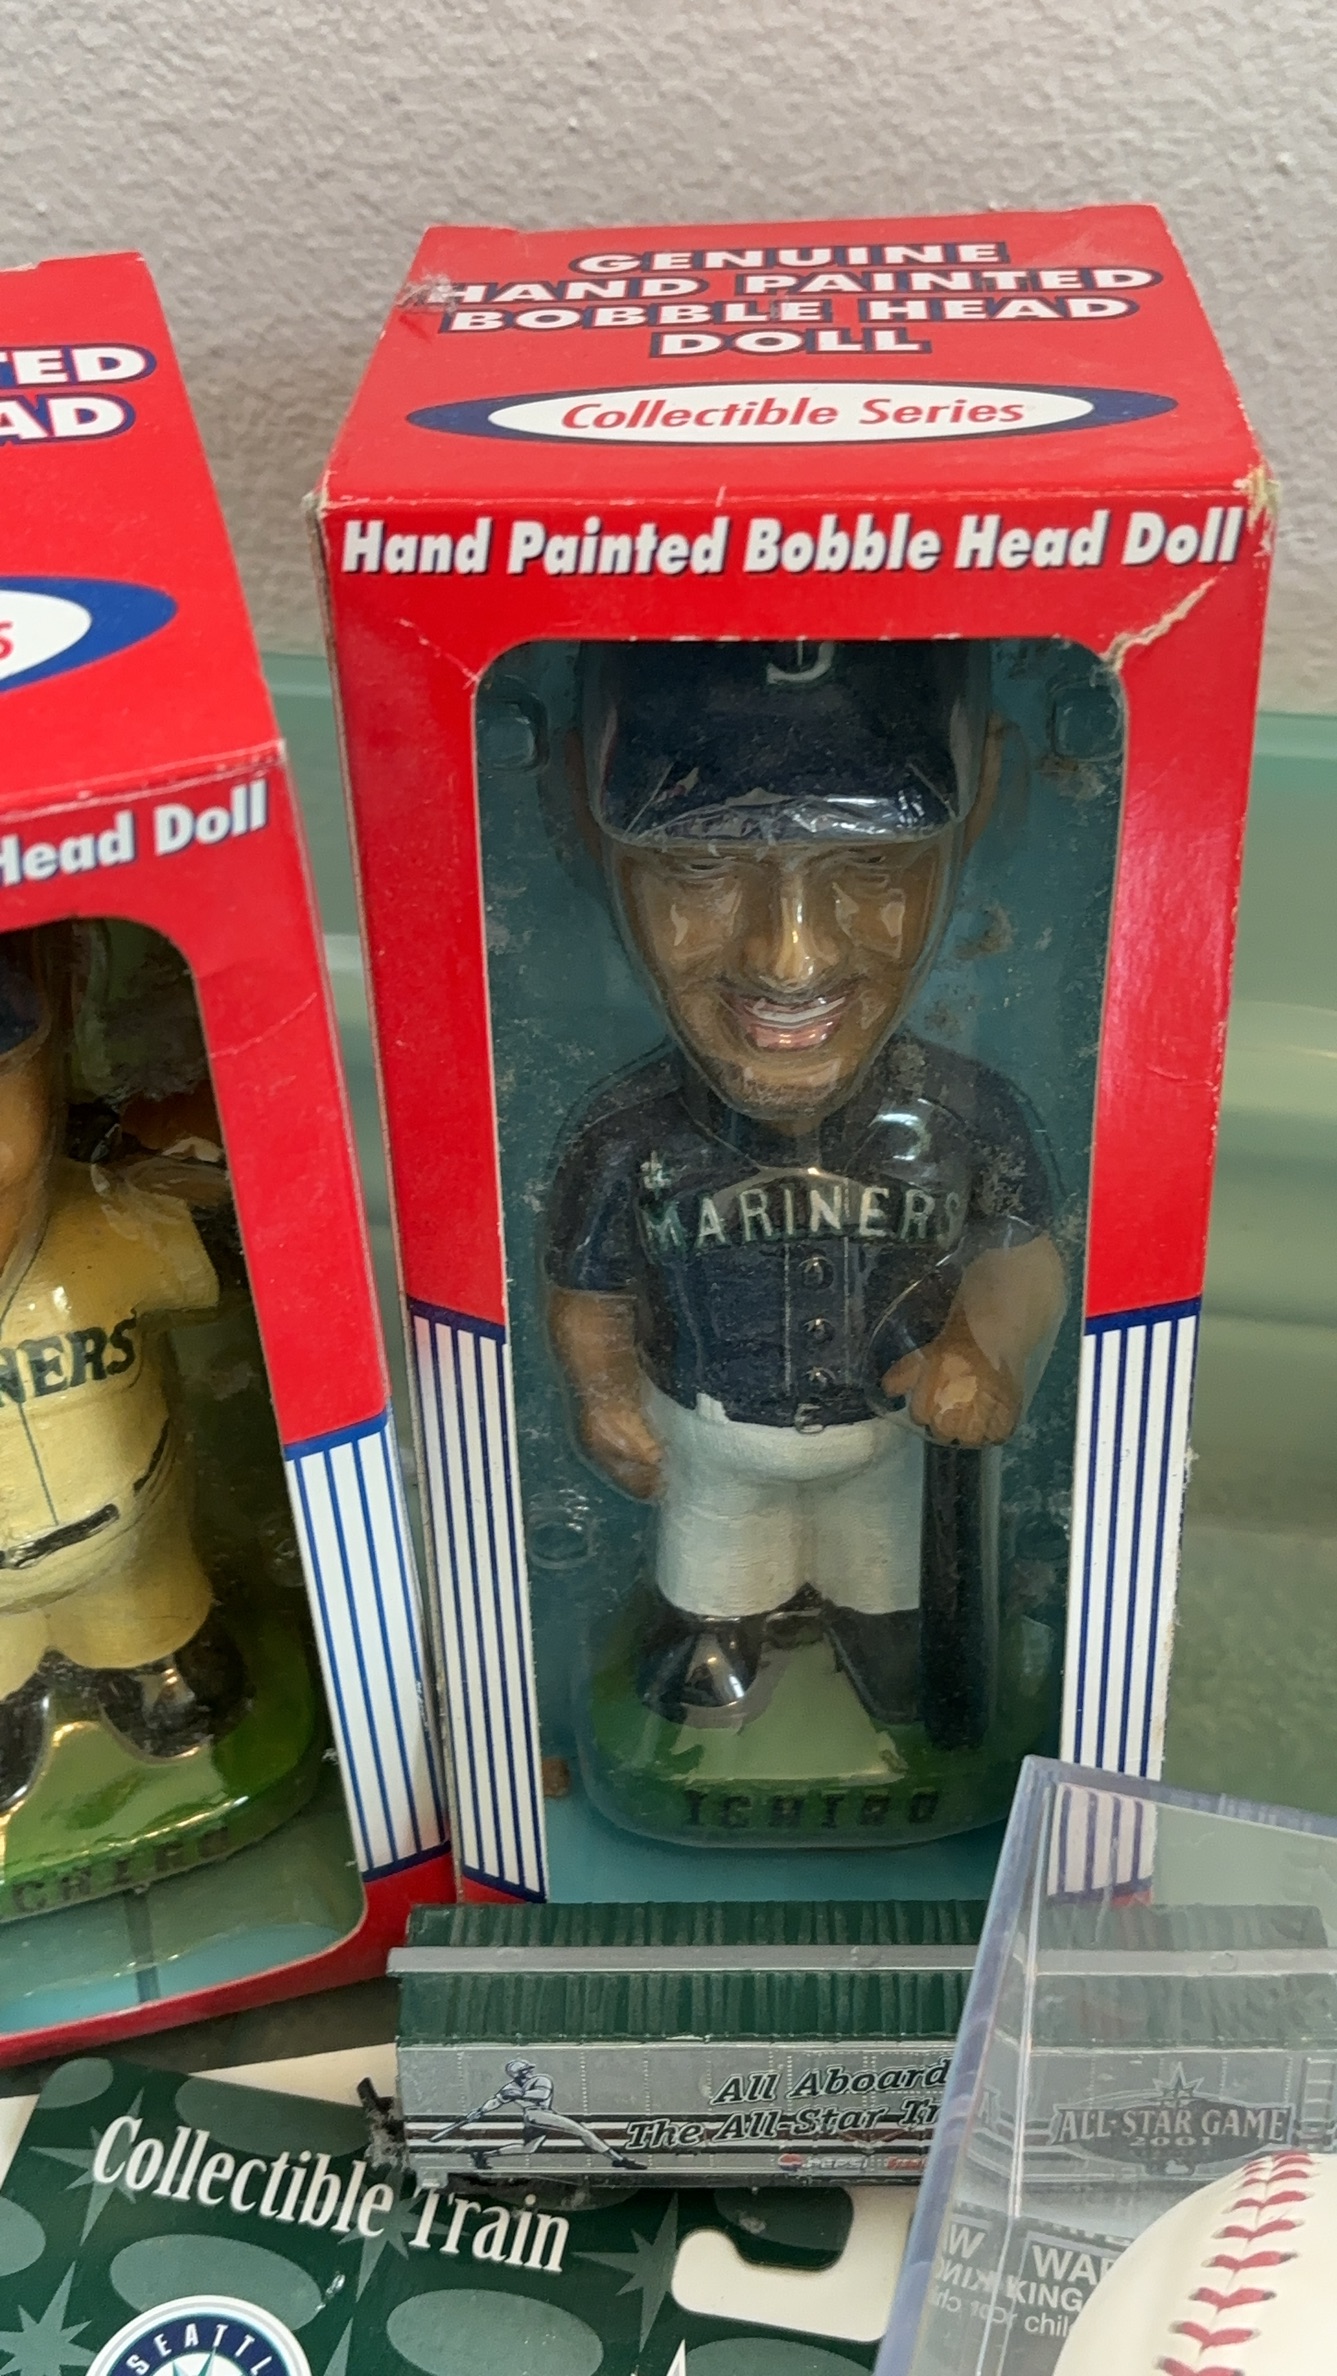 GENUINE
HAND PAINTED
BOBBLE HEAD
DOLL
Collectible Series
Hand Painted Bobble Head Doll
MARINERS
ICHIRO
Head Doll
All Aboard
The All-Star
ALL-STAR GAME
2001
PEPSI
Collectible Train